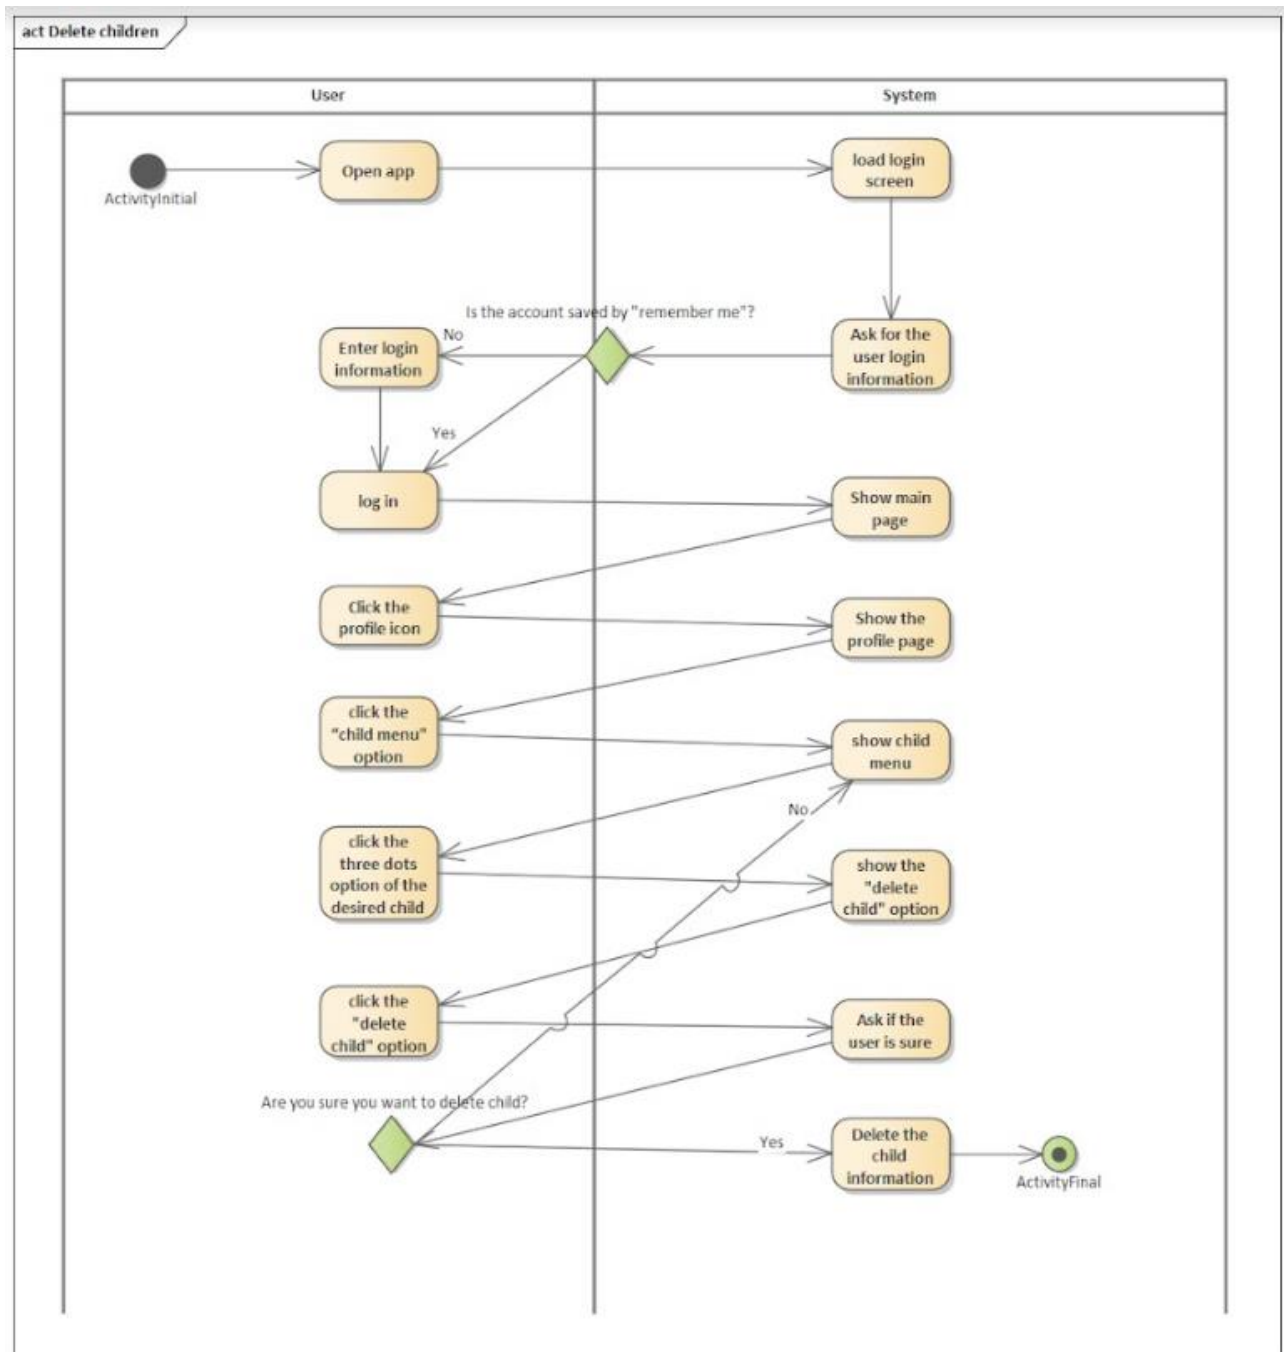 act Delete children
User
System
ActivityInitial
Open app
load login
screen
Is the account saved by "remember me"?
No
Enter login
information
Ask for the
user login
information
Yes
log in
Show main
page
Click the
profile icon
Show the
profile page
click the
"child menu"
option
show child
menu
No
click the
three dots
option of the
desired child
show the
"delete
child" option
click the
"delete
child" option
Ask if the
user is sure
Are you sure you want to delete child?
Yes
Delete the
child
information
ActivityFinal